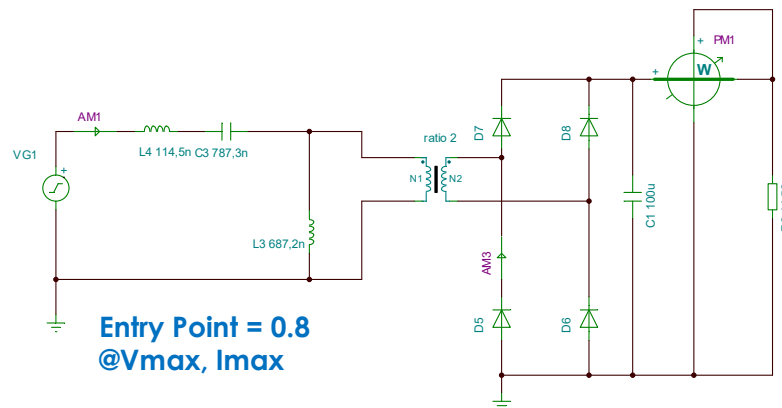 PM1
+
+
W
AM1
L4 114,5n
C3 787,3n
VG1
+
ratio 2
N1
N2
D7
D8
L3 687,2n
C1 100u
AM3
D5
D6
Entry Point = 0.8
@Vmax, Imax